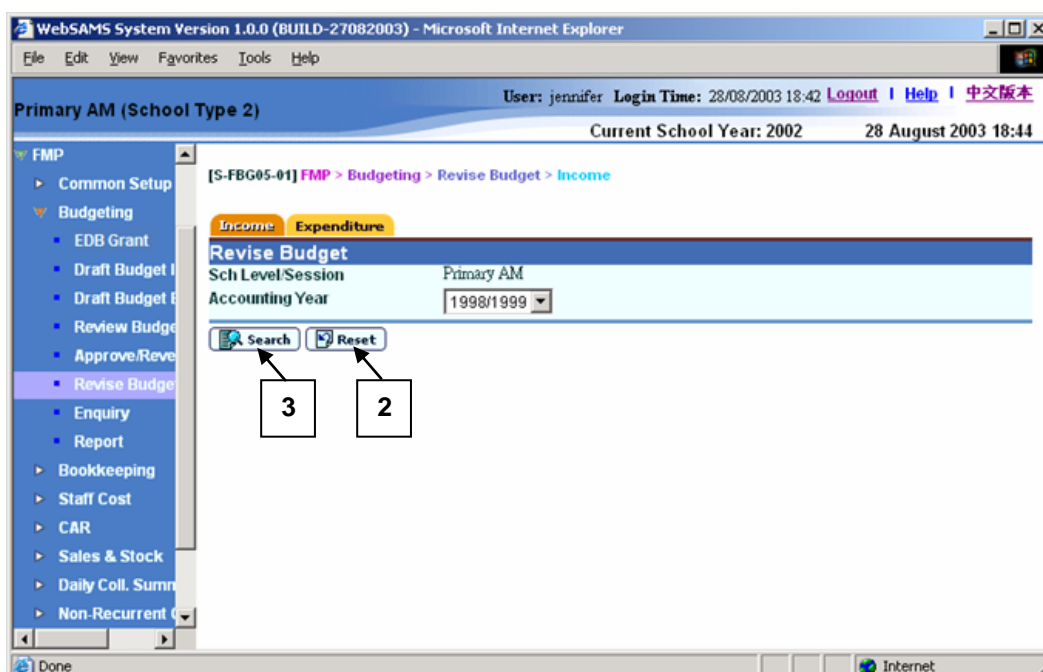 WebSAMS System Version 1.0.0 (BUILD-27082003) - Microsoft Internet Explorer
File Edit View Favorites Tools Help
Primary AM (School Type 2)
User: jennifer Login Time: 28/08/2003 18:42 Logout | Help | 中文版本
Current School Year: 2002 28 August 2003 18:44
FMP
Common Setup
Budgeting
EDB Grant
Draft Budget I
Draft Budget E
Review Budge
Approve/Reve
Revise Budge
Enquiry
Report
Bookkeeping
Staff Cost
CAR
Sales & Stock
Daily Coll. Summ
Non-Recurrent
[S-FBG05-01] FMP > Budgeting > Revise Budget > Income
Income Expenditure
Revise Budget
Sch Level/Session Primary AM
Accounting Year 1998/1999
Search Reset
3 2
Done Internet